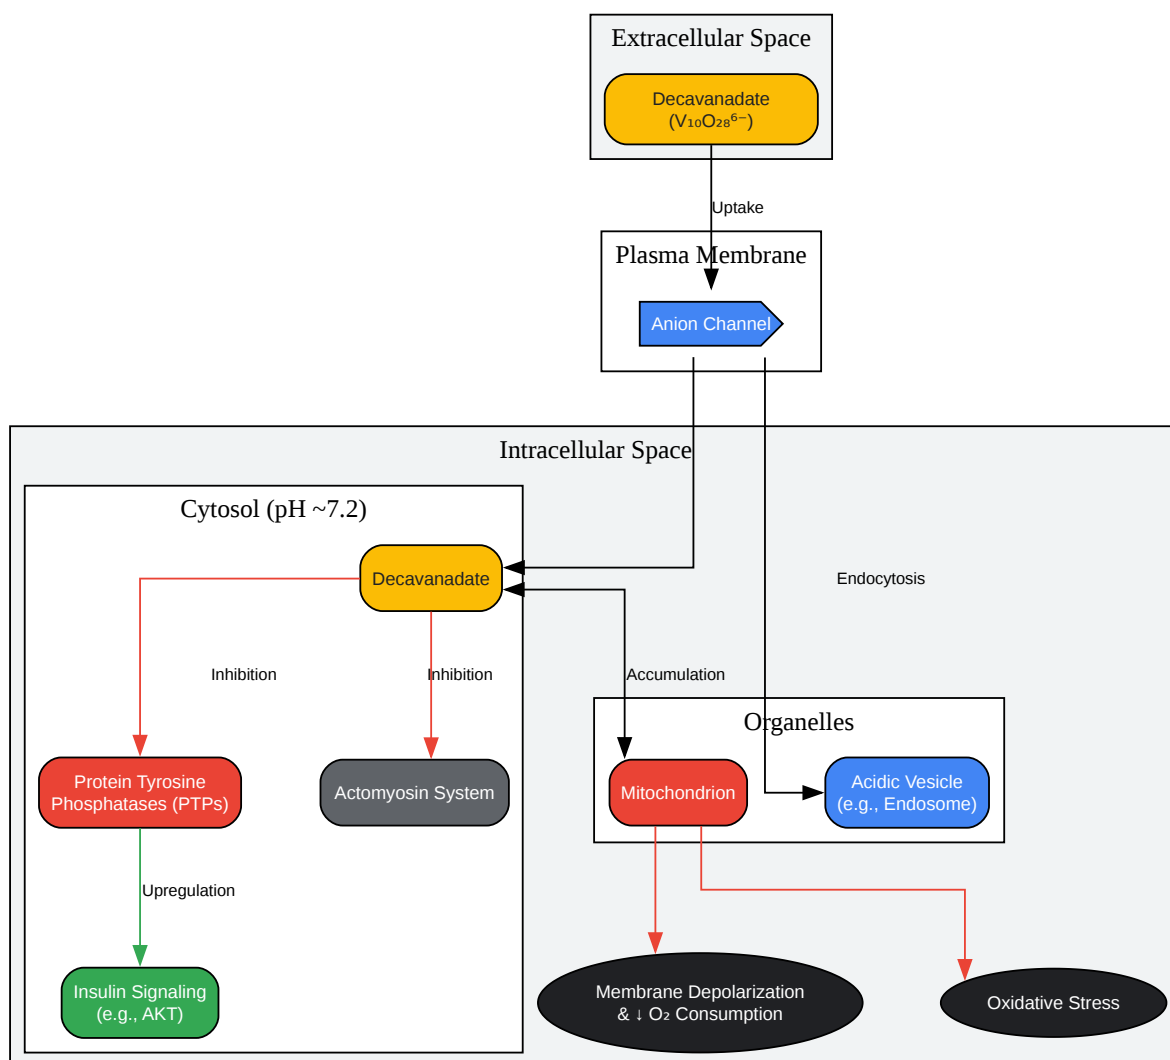 Extracellular Space
Decavanadate
(V₁₀O₂₈⁶⁻)
Uptake
Plasma Membrane
Anion Channel
Intracellular Space
Cytosol (pH ~7.2)
Decavanadate
Endocytosis
Inhibition
Inhibition
Accumulation
Organelles
Protein Tyrosine
Phosphatases (PTPs)
Actomyosin System
Mitochondrion
Acidic Vesicle
(e.g., Endosome)
Upregulation
Insulin Signaling
(e.g., AKT)
Membrane Depolarization
& ↓ O₂ Consumption
Oxidative Stress